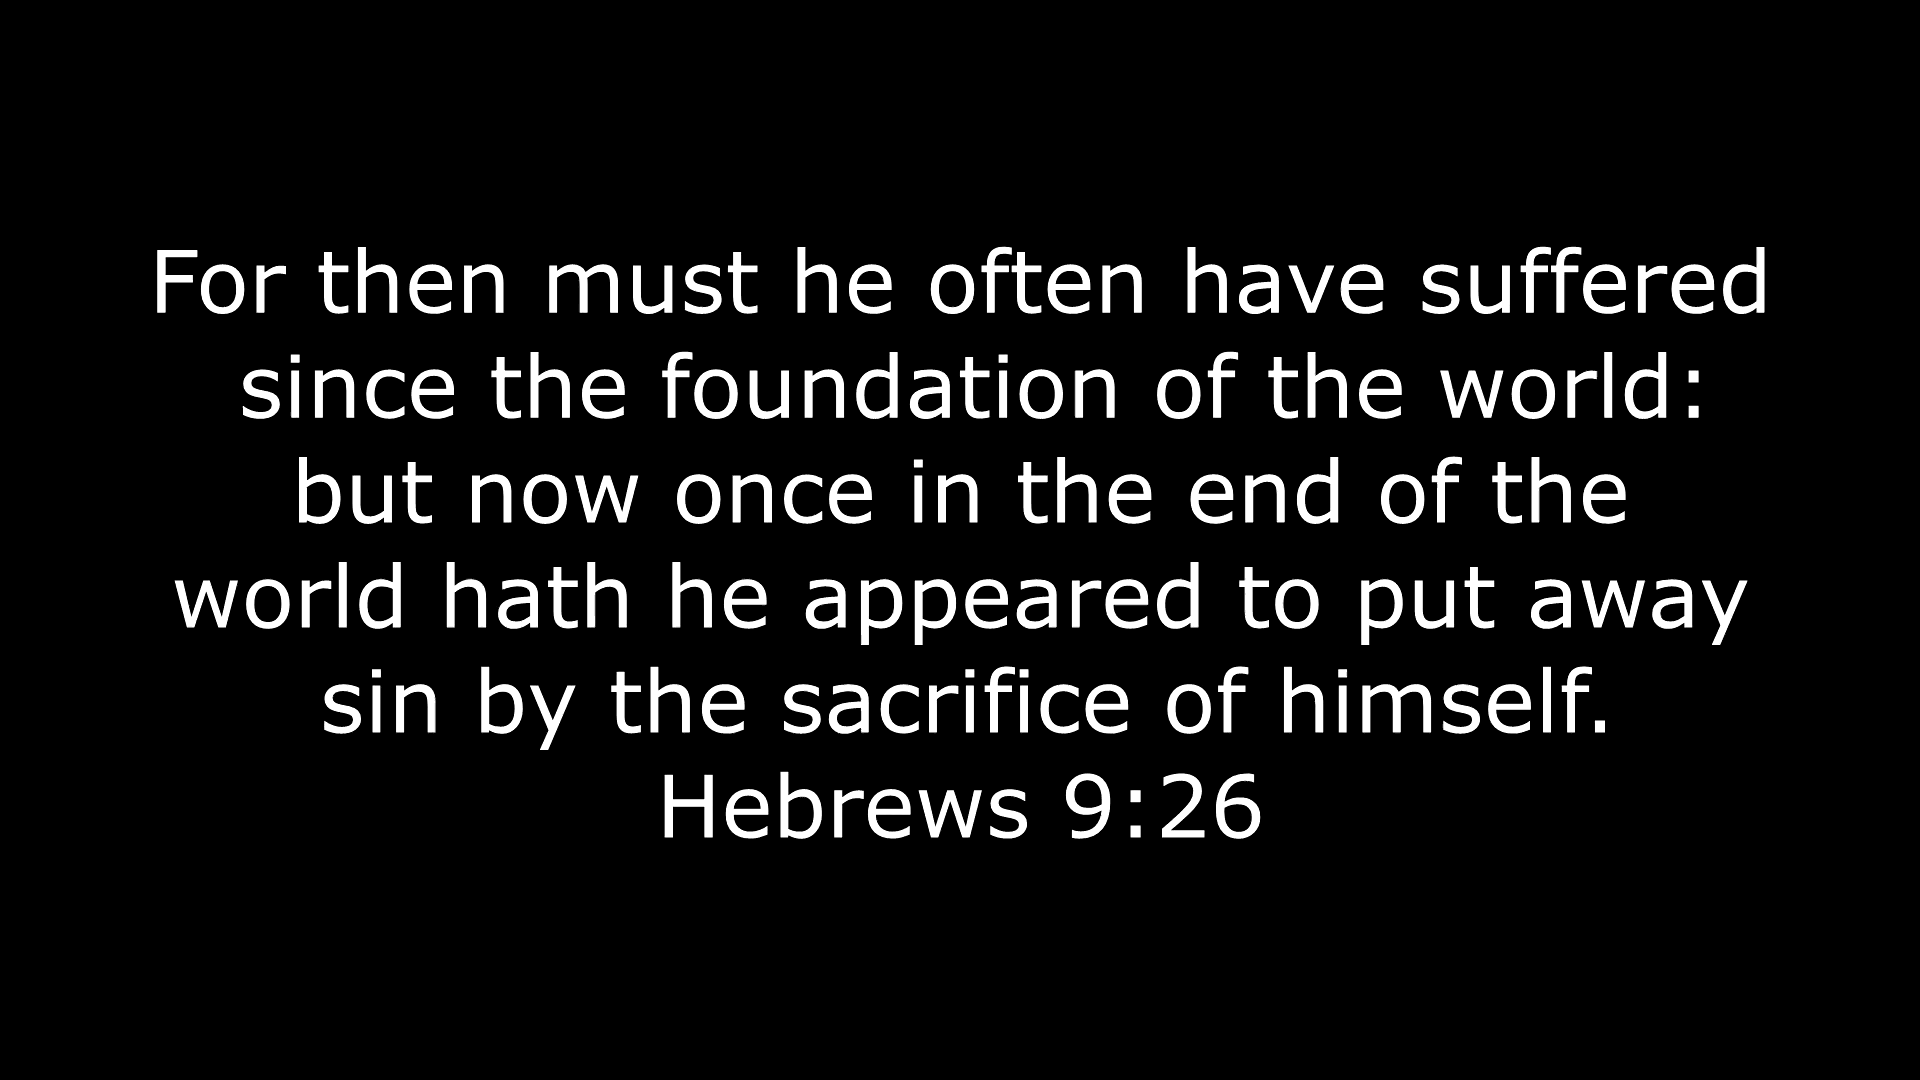 For then must he often have suffered
since the foundation of the world:
but now once in the end of the
world hath he appeared to put away
sin by the sacrifice of himself.
Hebrews 9:26